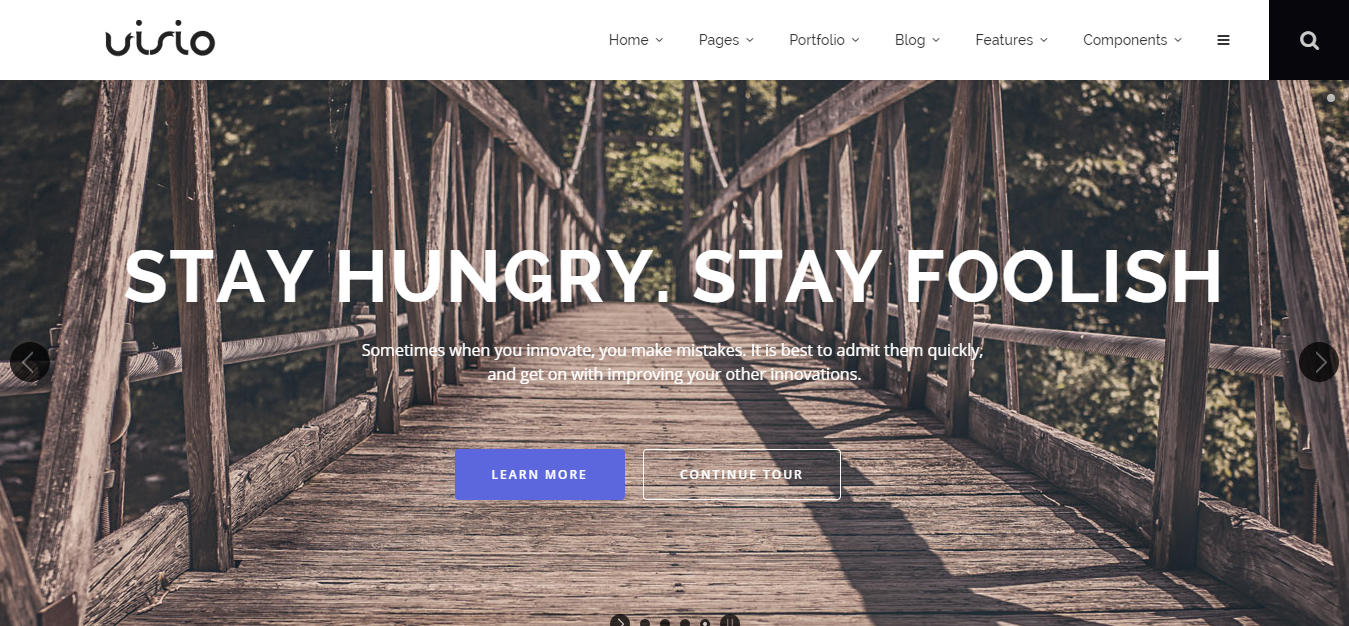 visio
Home
Pages
Portfolio
Blog
Features
Components
STAY HUNGRY. STAY FOOLISH
Sometimes when you innovate, you make mistakes. It is best to admit them quickly,
and get on with improving your other innovations.
LEARN MORE
CONTINUE TOUR